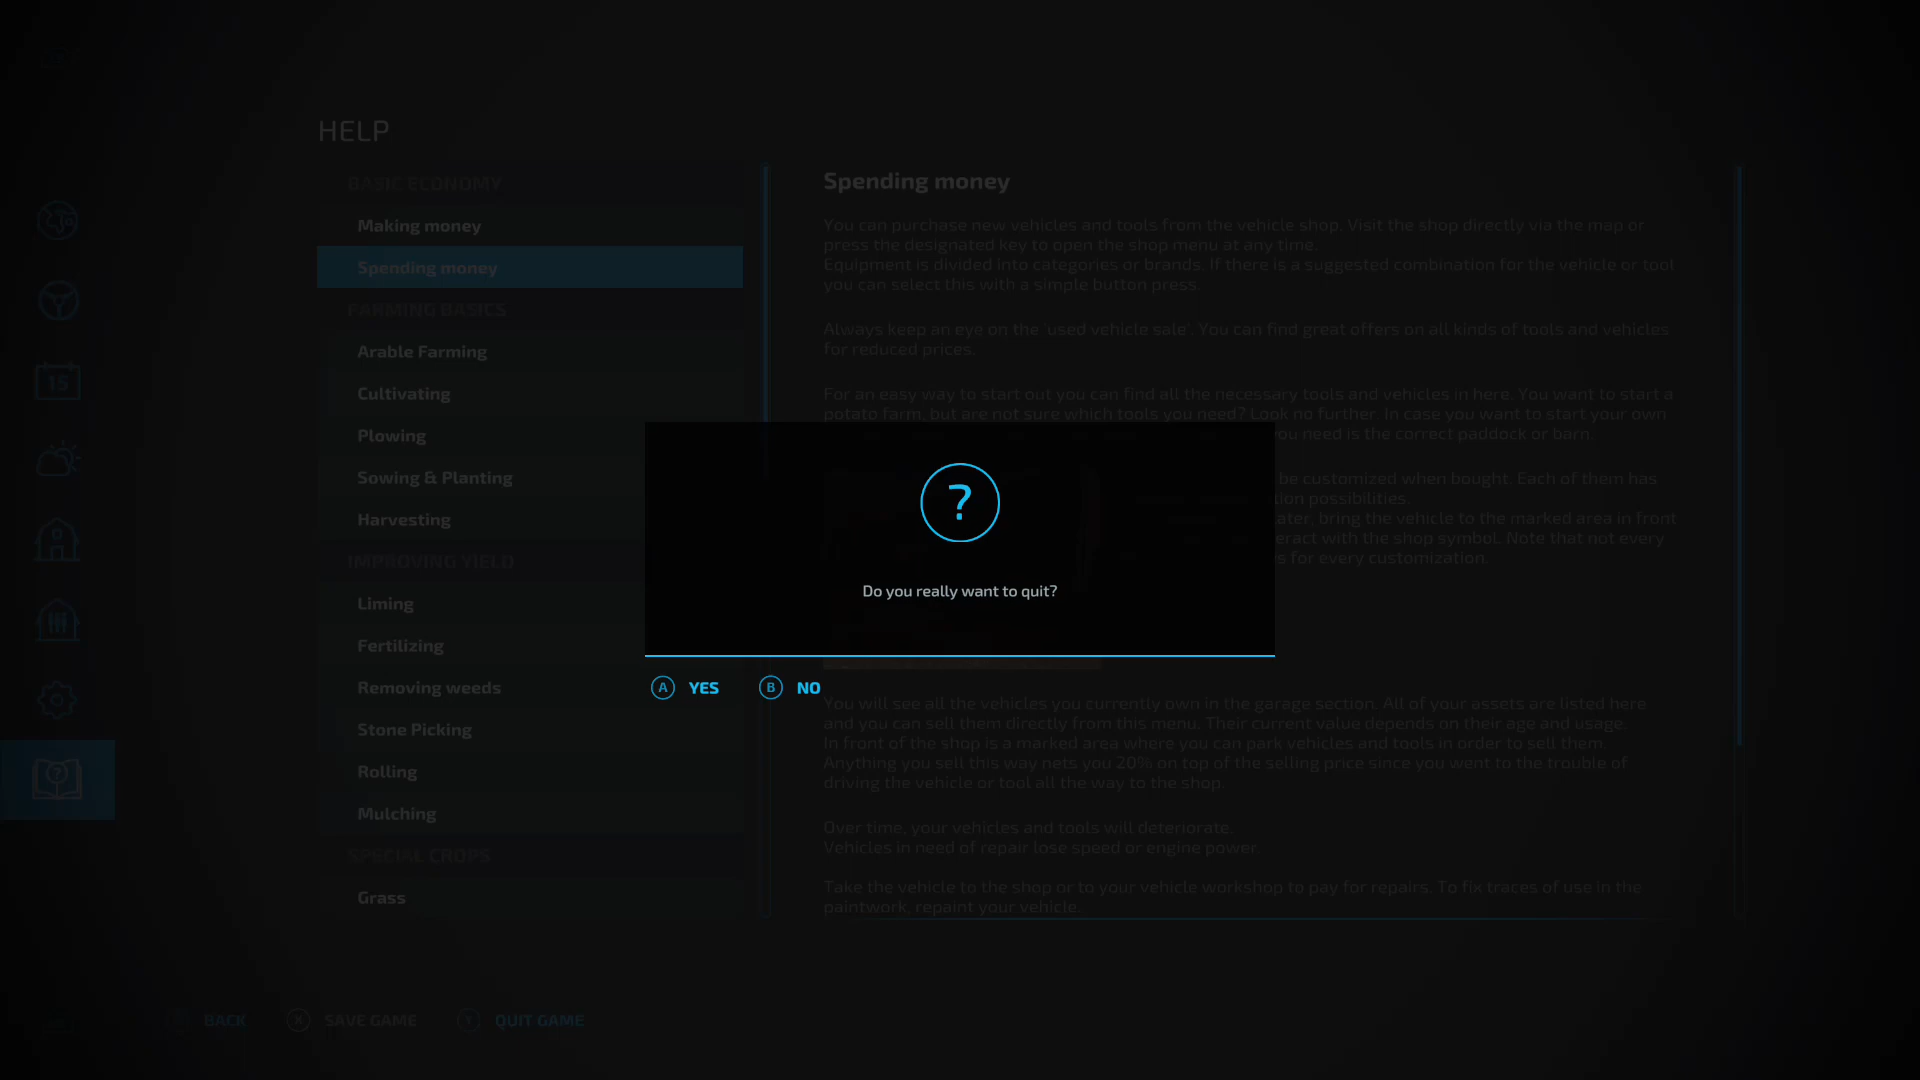 HELP
BASIC ECONOMY
Making money
Spending money
FARMING BASICS
Arable Farming
Cultivating
Plowing
Sowing & Planting
Harvesting
IMPROVING YIELD
Liming
Fertilizing
Removing weeds
Stone Picking
Rolling
Mulching
SPECIAL CROPS
Grass
15
Spending money
You can purchase new vehicles and tools from the vehicle shop. Visit the shop directly via the map or
press the designated key to open the shop menu at any time.
Equipment is divided into categories or brands. If there is a suggested combination for the vehicle or tool
you can select this with a simple button press.
Always keep an eye on the 'used vehicle sale'. You can find great offers on all kinds of tools and vehicles
for reduced prices.
For an easy way to start out you can find all the necessary tools and vehicles in here. You want to start a
potato farm, but are not sure which tools you need? Look no further. In case you want to start your own
you need is the correct paddock or barn.
be customized when bought. Each of them has
possibilities.
bring the vehicle to the marked area in front
with the shop symbol. Note that not every
for every customization.
?
Do you really want to quit?
A YES B NO
You will see all the vehicles you currently own in the garage section. All of your assets are listed here
and you can sell them directly from this menu. Their current value depends on their age and usage.
In front of the shop is a marked area where you can park vehicles and tools in order to sell them.
Anything you sell this way nets you 20% on top of the selling price since you went to the trouble of
driving the vehicle or tool all the way to the shop.
Over time, your vehicles and tools will deteriorate.
Vehicles in need of repair lose speed or engine power.
Take the vehicle to the shop or to your vehicle workshop to pay for repairs. To fix traces of use in the
paintwork, repaint your vehicle.
BACK X SAVE GAME Y QUIT GAME